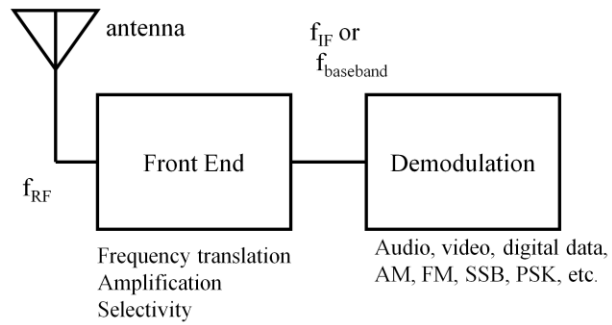 antenna
f_IF or
f_baseband
Front End
Demodulation
f_RF
Frequency translation
Amplification
Selectivity
Audio, video, digital data,
AM, FM, SSB, PSK, etc.